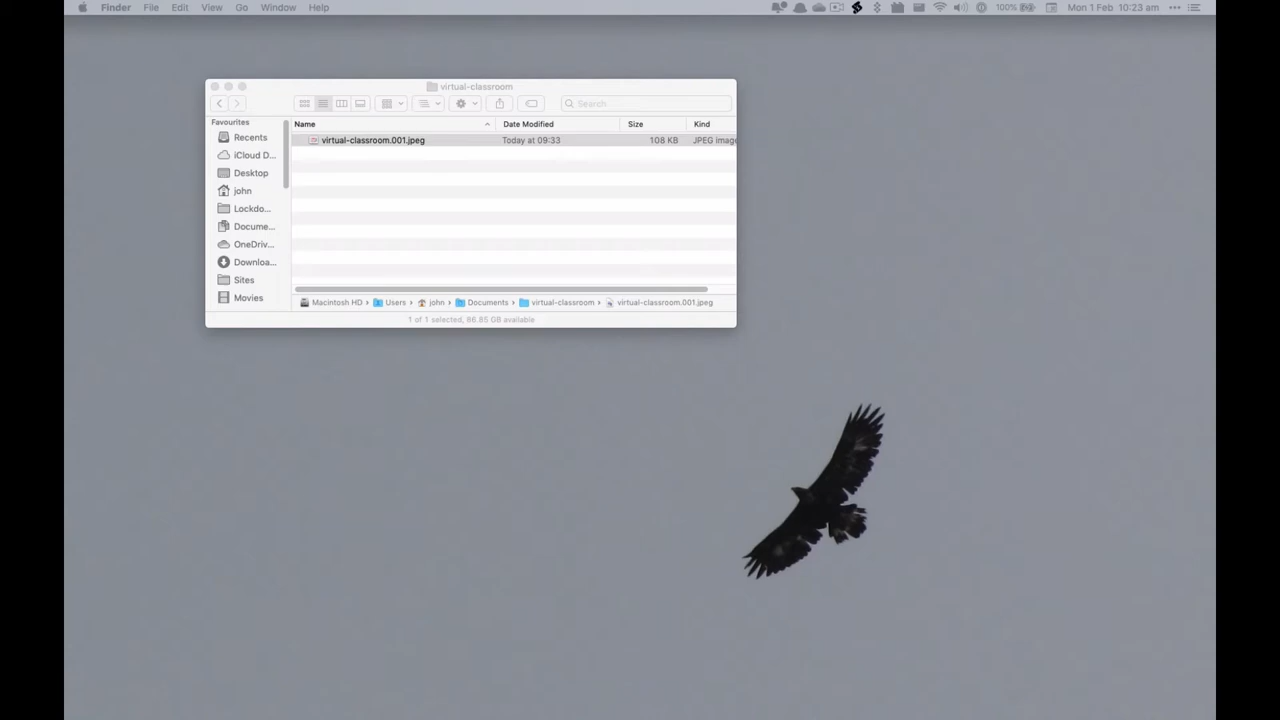 Finder File Edit View Go Window Help 100% Mon 1 Feb 10:23 am
virtual-classroom
Search
Favourites
Name Date Modified Size Kind
virtual-classroom.001.jpeg Today at 09:33 108 KB JPEG image
Recents
iCloud D...
Desktop
john
Lockdo...
Docume...
OneDriv...
Downloa...
Sites
Movies
Macintosh HD Users john Documents virtual-classroom virtual-classroom.001.jpeg
1 of 1 selected, 86.85 GB available